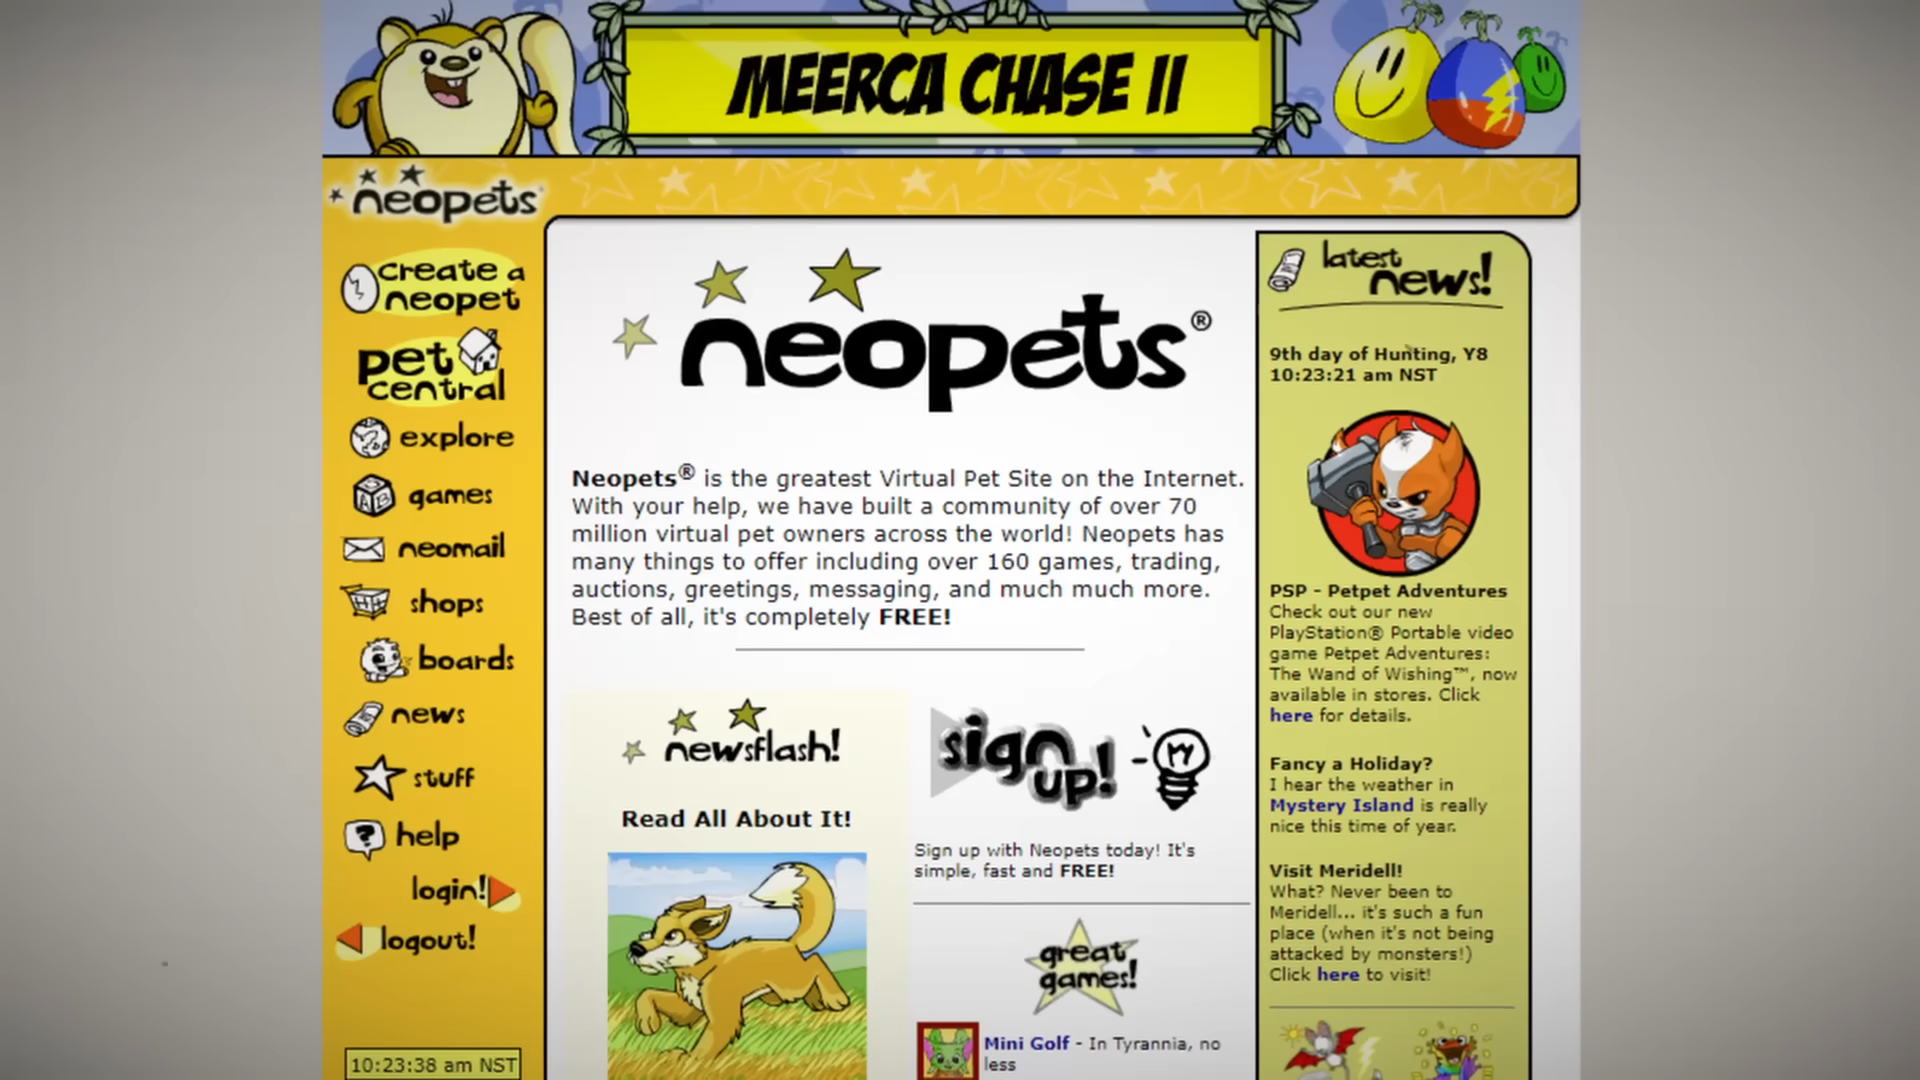 MEERCA CHASE II
neopets
create a
neopet
pet
central
explore
games
neomail
shops
boards
news
stuff
help
login!
logout!
10:23:38 am NST
neopets®
Neopets® is the greatest Virtual Pet Site on the Internet.
With your help, we have built a community of over 70
million virtual pet owners across the world! Neopets has
many things to offer including over 160 games, trading,
auctions, greetings, messaging, and much much more.
Best of all, it's completely FREE!
newsflash!
Read All About It!
sign
up!
Sign up with Neopets today! It's
simple, fast and FREE!
great
games!
Mini Golf - In Tyrannia, no
less
latest
news!
9th day of Hunting, Y8
10:23:21 am NST
PSP - Petpet Adventures
Check out our new
PlayStation® Portable video
game Petpet Adventures:
The Wand of Wishing™, now
available in stores. Click
here for details.
Fancy a Holiday?
I hear the weather in
Mystery Island is really
nice this time of year.
Visit Meridell!
What? Never been to
Meridell... it's such a fun
place (when it's not being
attacked by monsters!)
Click here to visit!